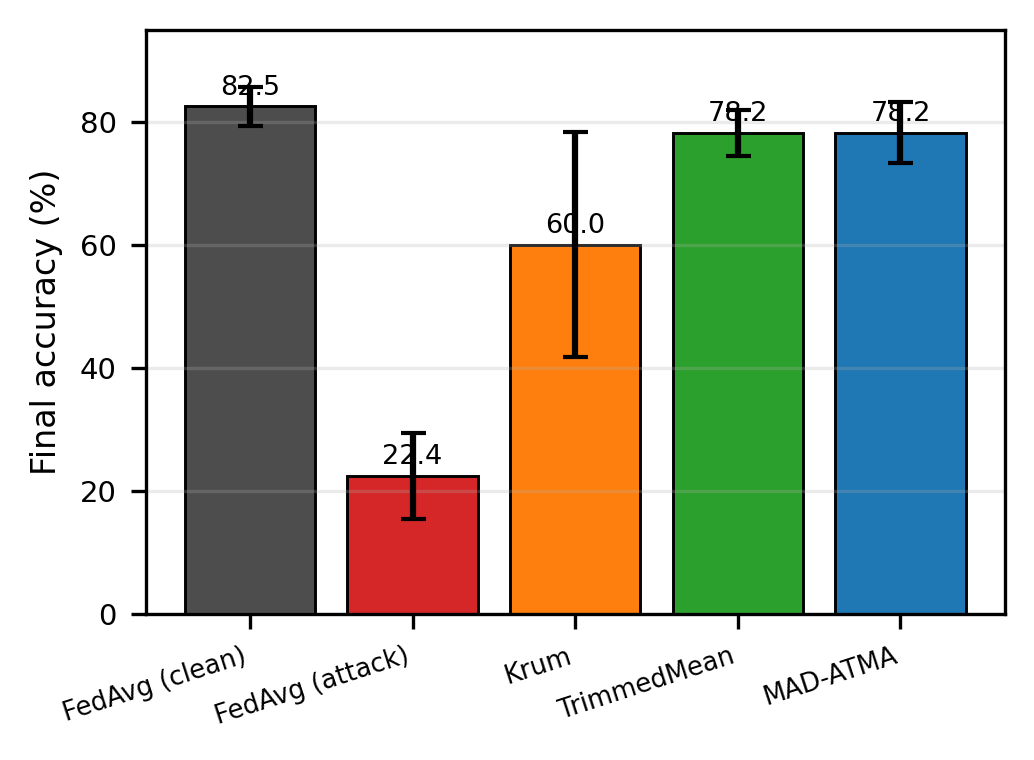 Final accuracy (%)
80
60
40
20
0
82.5
22.4
60.0
78.2
78.2
FedAvg (clean)
FedAvg (attack)
Krum
TrimmedMean
MAD-ATMA